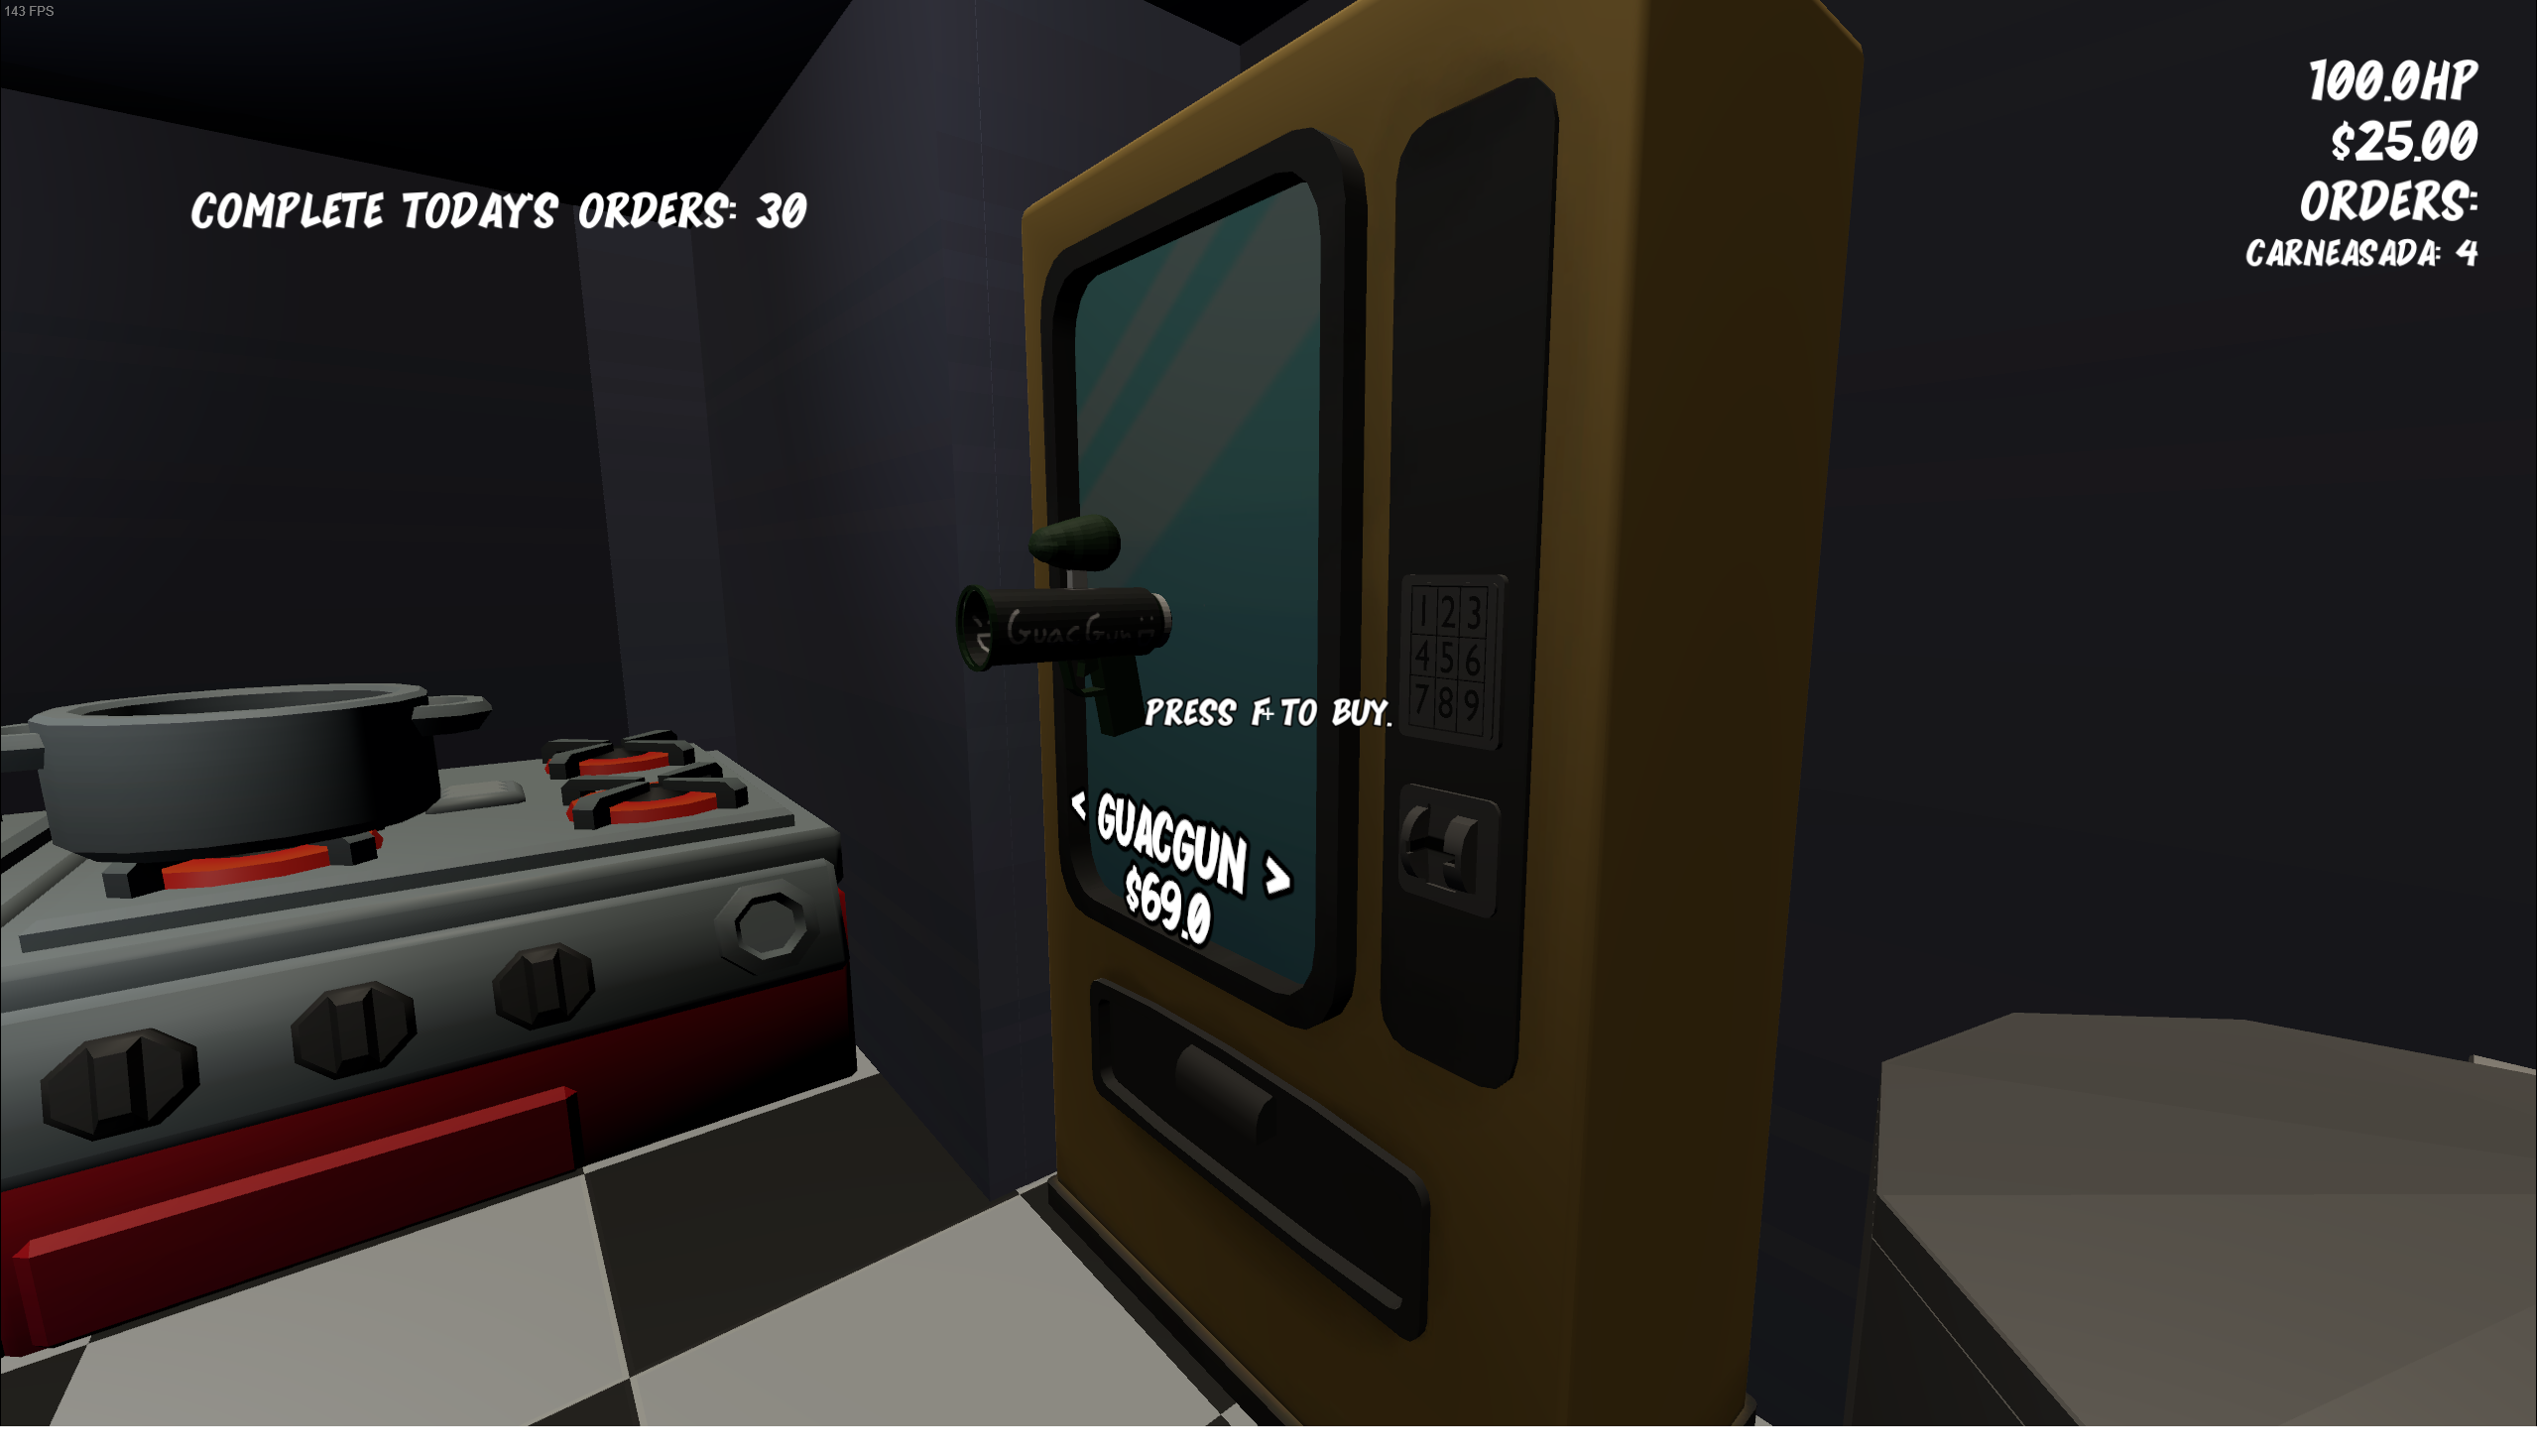 143 FPS
100.0HP
$25.00
ORDERS:
CARNEASADA: 4
COMPLETE TODAY'S ORDERS: 30
GuacGun
1 2 3
4 5 6
7 8 9
PRESS F TO BUY.
< GUACGUN >
$69.0